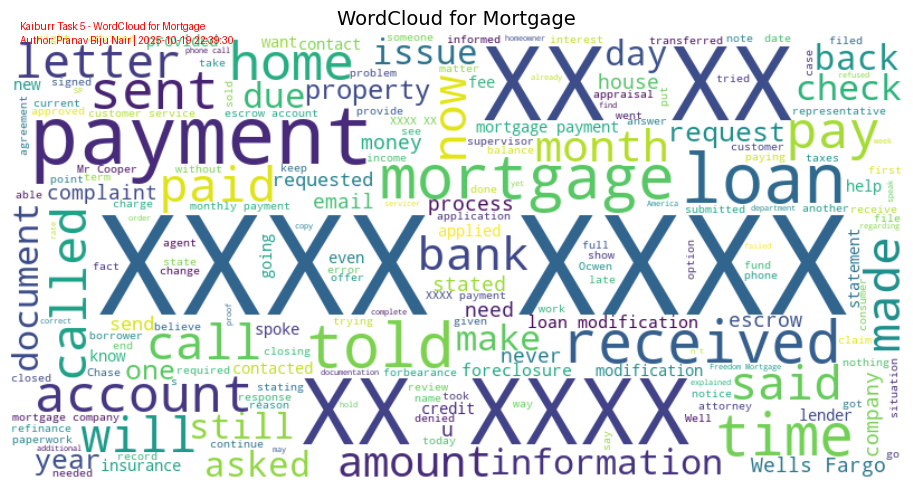 WordCloud for Mortgage
Kaiburr Task 5 - WordCloud for Mortgage
Author: Pranav Biju Nair | 2025-10-19 22:39:30
provided want contact someone informed homeowner interest transferred note date filed
letter phone call take home issue XX XX day back
new signed sent sold due property problem matter fee house tried case check
agreement current approved customer service escrow account provide XXXX XX now appraisal put went representative
payment money see mortgage payment answer request customer pay
Mr Cooper without keep income supervisor balance month paying taxes first week
able point term complaint paid requested mortgage done yet loan help
charge monthly payment email process America submitted department another receive speak
document called rate order servicer copy application file regarding
XXXX bank XXXX made
fact agent state change going even error offer applied full show Ocwen late option failed fund phone statement consumer
stated XXXX payment need complete work
correct send believe proof spoke trying given loan modification escrow
borrower call told make received claim
know end closing never n't nothing
closed Chase one s required contacted documentation forbearance foreclosure modification Freedom Mortgage explained said situation
account stating response reason hold XX review name denied took credit way XXXX notice attorney lender got company
mortgage company will still u today say Well time
refinance paperwork continue may
year additional needed record insurance asked amount information Wells Fargo go